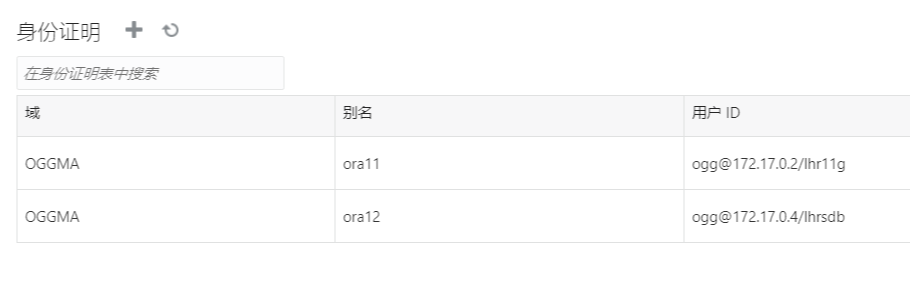 身份证明
在身份证明表中搜索
域 别名 用户 ID
OGGMA ora11 ogg@172.17.0.2/lhr11g
OGGMA ora12 ogg@172.17.0.4/lhrsdb